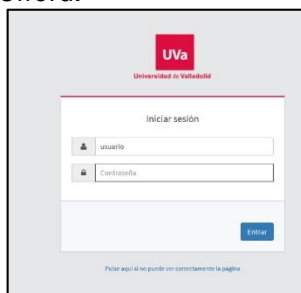 UVa
Universidad de Valladolid
Iniciar sesión
usuario
Contraseña
Entrar
Pulse aquí si no puede ver correctamente la página